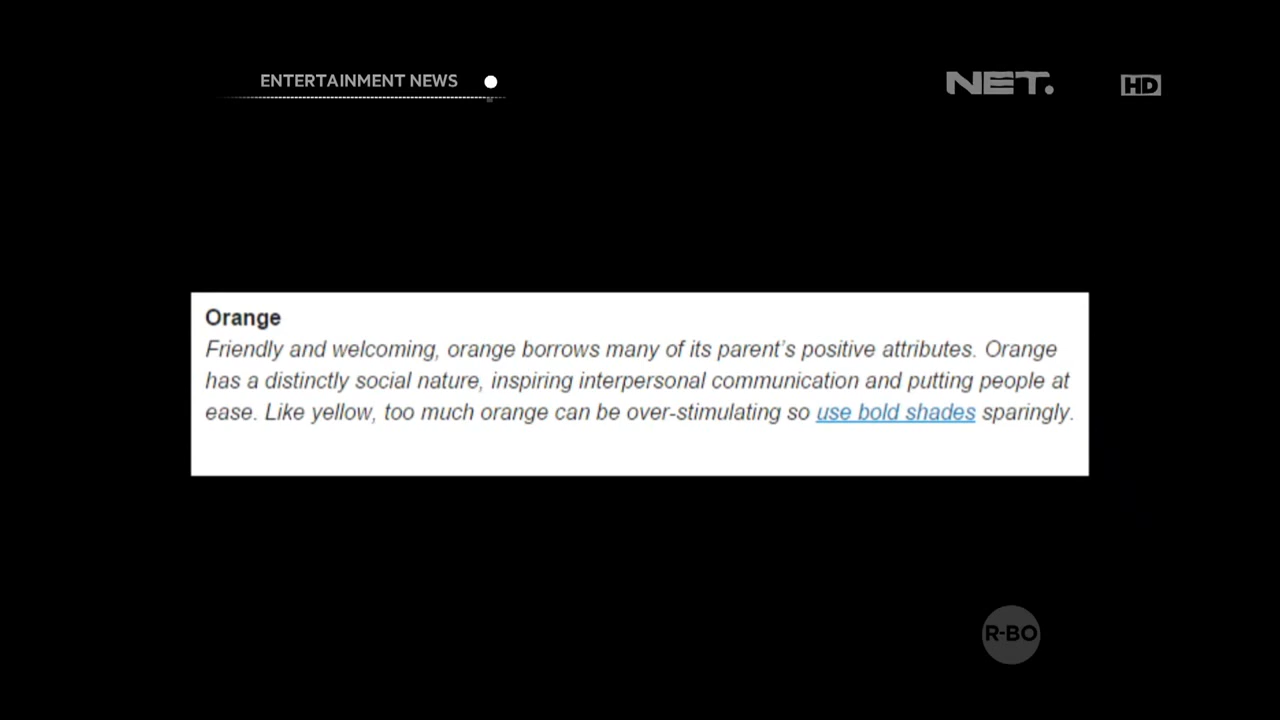 ENTERTAINMENT NEWS
NET.
HD
Orange
Friendly and welcoming, orange borrows many of its parent's positive attributes. Orange
has a distinctly social nature, inspiring interpersonal communication and putting people at
ease. Like yellow, too much orange can be over-stimulating so use bold shades sparingly.
R-BO